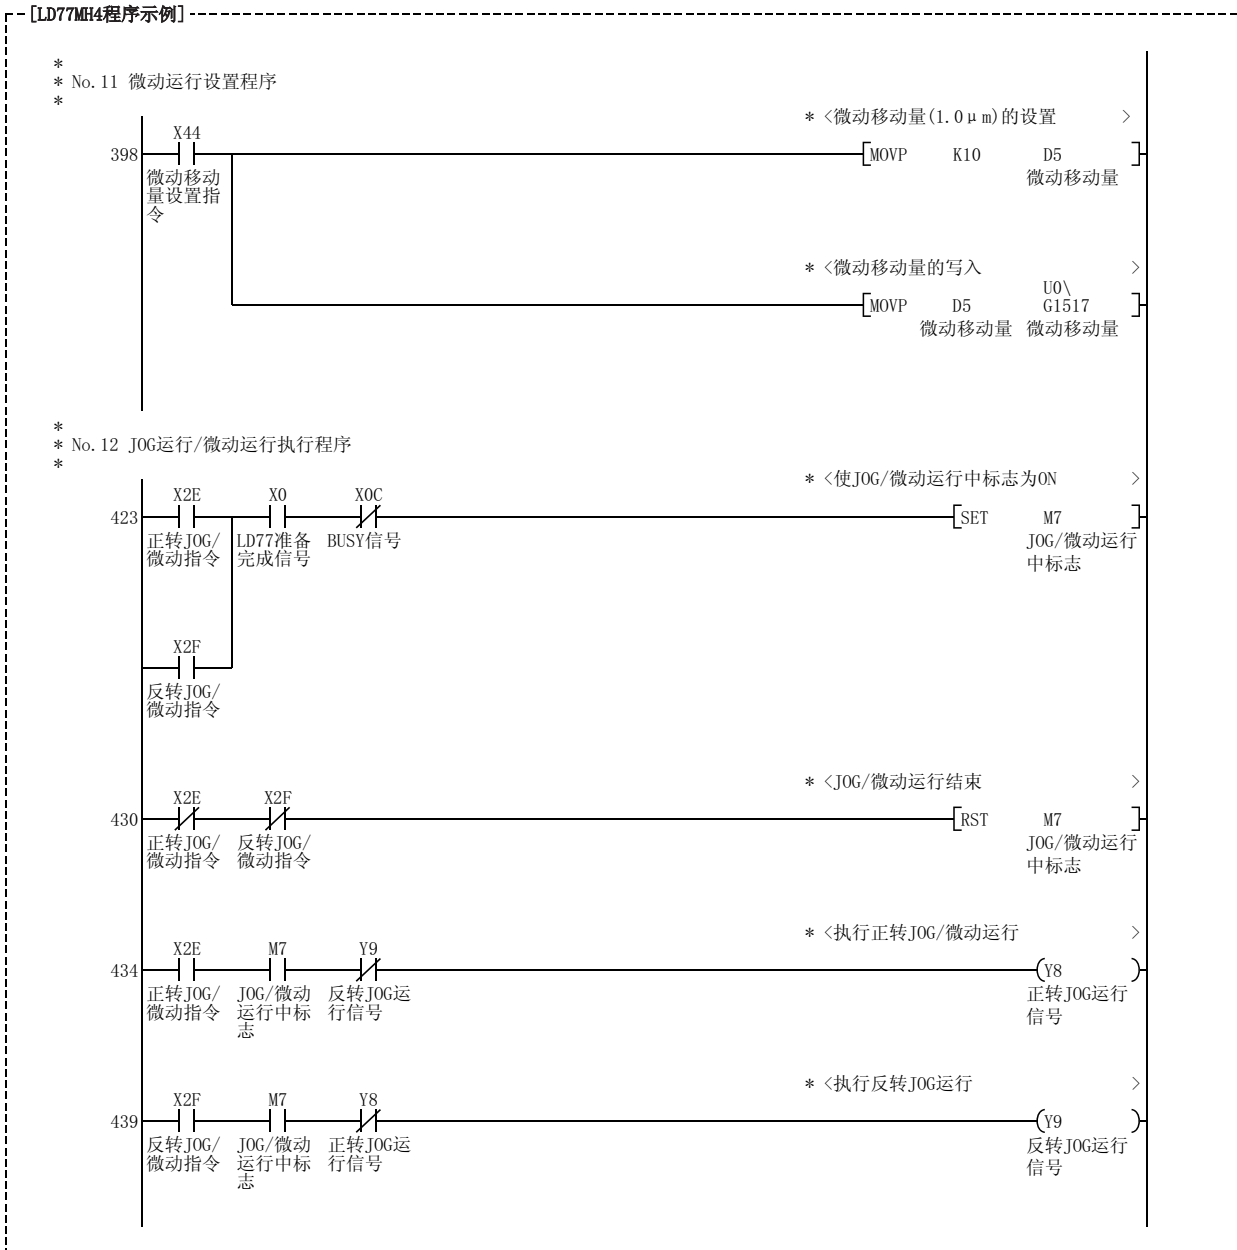 [LD77MH4程序示例]
*
* No.11 微动运行设置程序
*
* <微动移动量(1.0μm)的设置 >
X44
398
MOVP K10 D5
微动移动
量设置指
令
微动移动量
* <微动移动量的写入 >
U0\
MOVP D5 G1517
微动移动量 微动移动量
*
* No.12 JOG运行/微动运行执行程序
*
* <使JOG/微动运行中标志为ON >
X2E X0 X0C
423 SET M7
正转JOG/ LD77准备 BUSY信号 JOG/微动运行
微动指令 完成信号 中标志
X2F
反转JOG/
微动指令
* <JOG/微动运行结束 >
X2E X2F
430 RST M7
正转JOG/ 反转JOG/ JOG/微动运行
微动指令 微动指令 中标志
* <执行正转JOG/微动运行 >
X2E M7 Y9
434 Y8
正转JOG/ JOG/微动 反转JOG运 正转JOG运行
微动指令 运行中标 行信号 信号
志
* <执行反转JOG运行 >
X2F M7 Y8
439 Y9
反转JOG/ JOG/微动 正转JOG运 反转JOG运行
微动指令 运行中标 行信号 信号
志